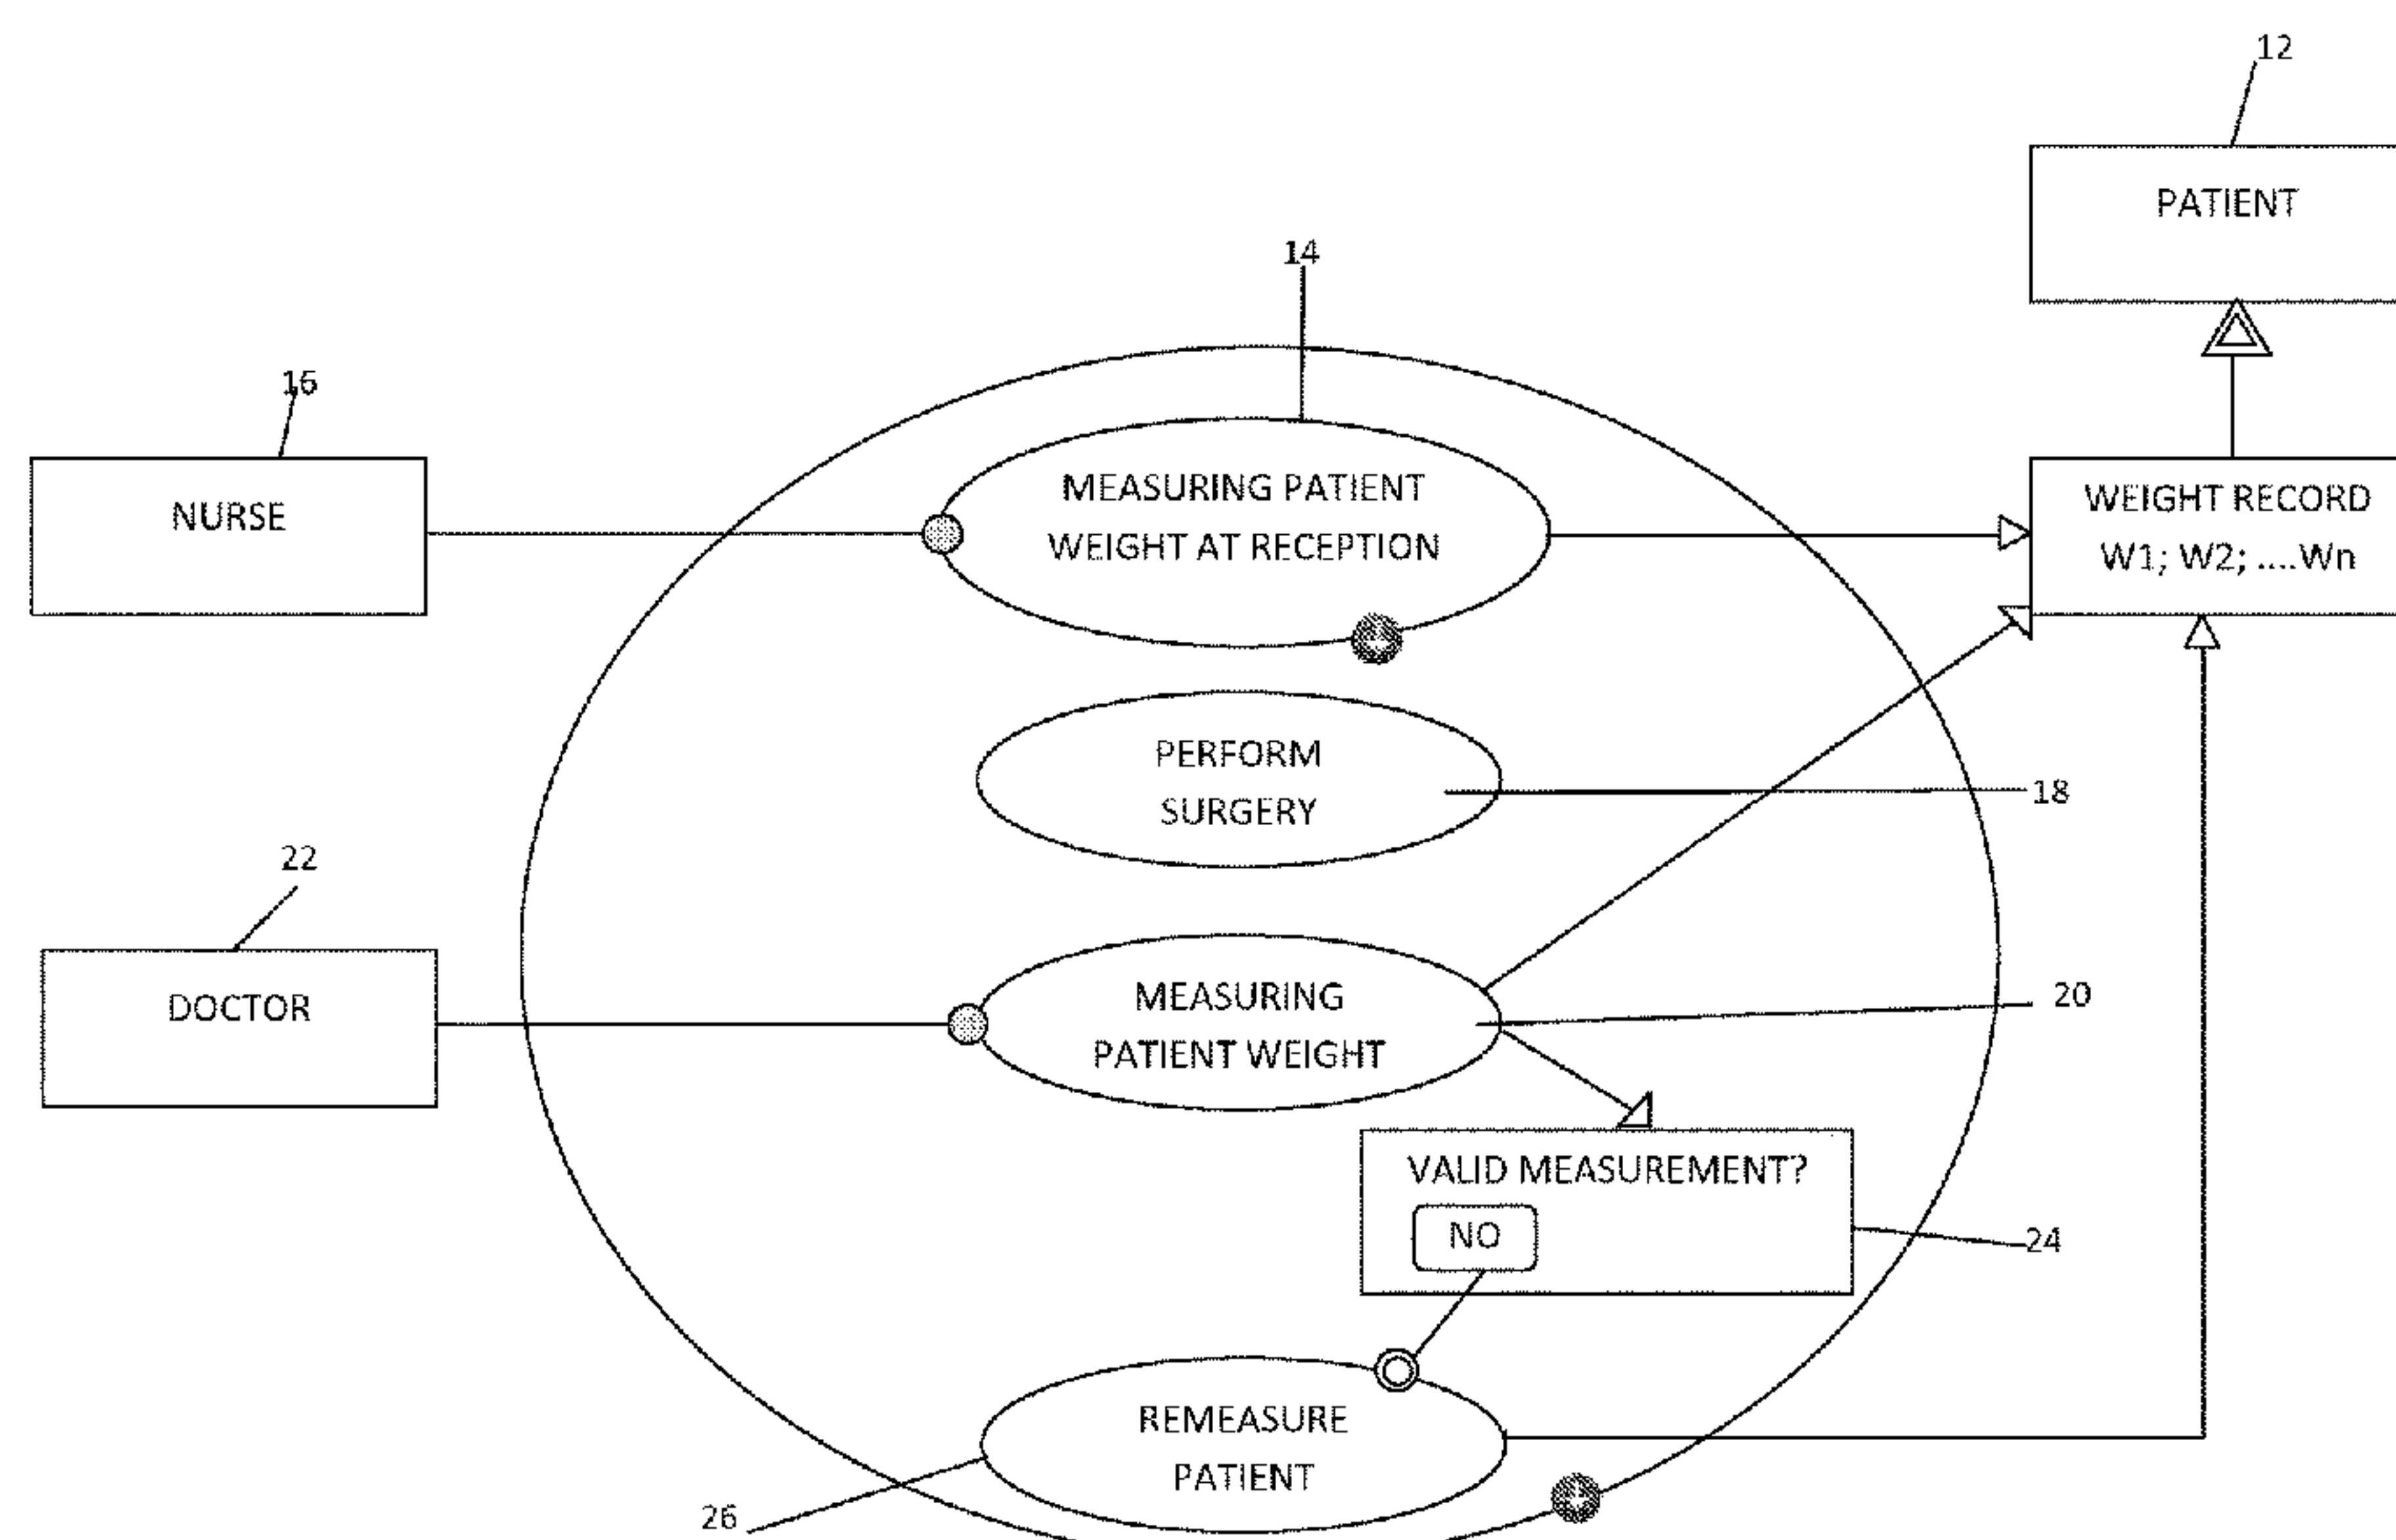 12
PATIENT
14
16
NURSE
MEASURING PATIENT
WEIGHT AT RECEPTION
WEIGHT RECORD
W1; W2; ....Wn
PERFORM
SURGERY
18
22
DOCTOR
MEASURING
PATIENT WEIGHT
20
VALID MEASUREMENT?
NO
24
REMEASURE
PATIENT
26